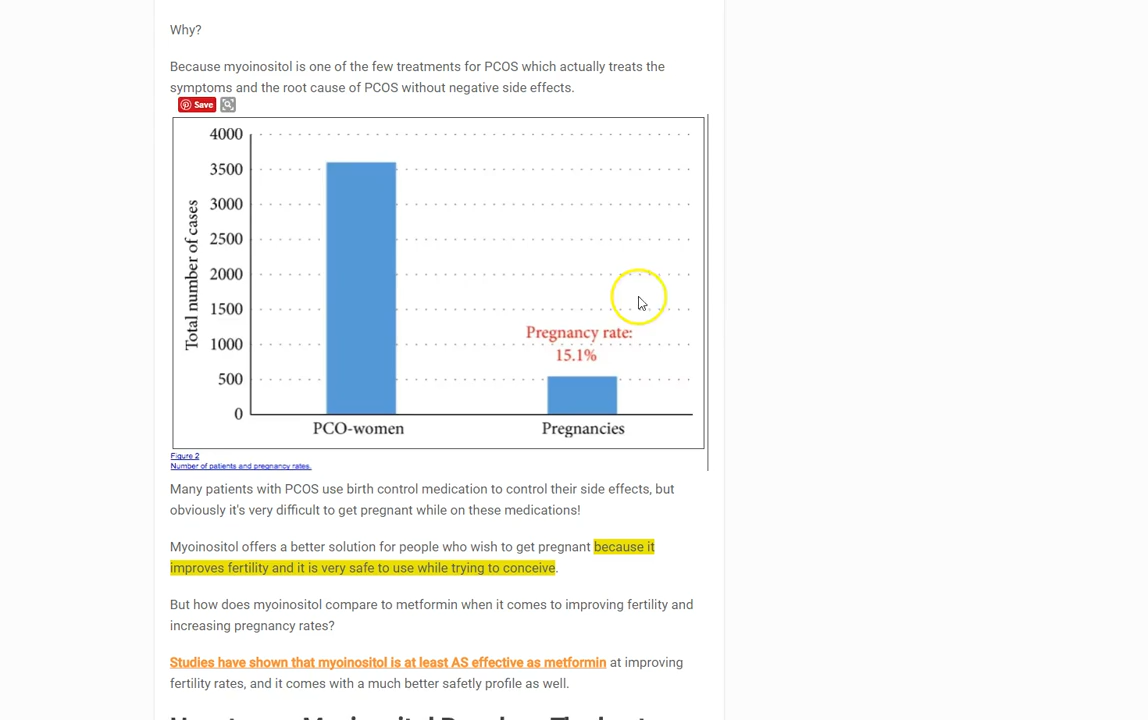 Why?
Because myoinositol is one of the few treatments for PCOS which actually treats the
symptoms and the root cause of PCOS without negative side effects.
Save
4000
3500
3000
2500
2000
1500
1000
500
0
Total number of cases
Pregnancy rate:
15.1%
PCO-women
Pregnancies
Figure 2
Number of patients and pregnancy rates.
Many patients with PCOS use birth control medication to control their side effects, but
obviously it's very difficult to get pregnant while on these medications!
Myoinositol offers a better solution for people who wish to get pregnant because it
improves fertility and it is very safe to use while trying to conceive.
But how does myoinositol compare to metformin when it comes to improving fertility and
increasing pregnancy rates?
Studies have shown that myoinositol is at least AS effective as metformin at improving
fertility rates, and it comes with a much better safetly profile as well.